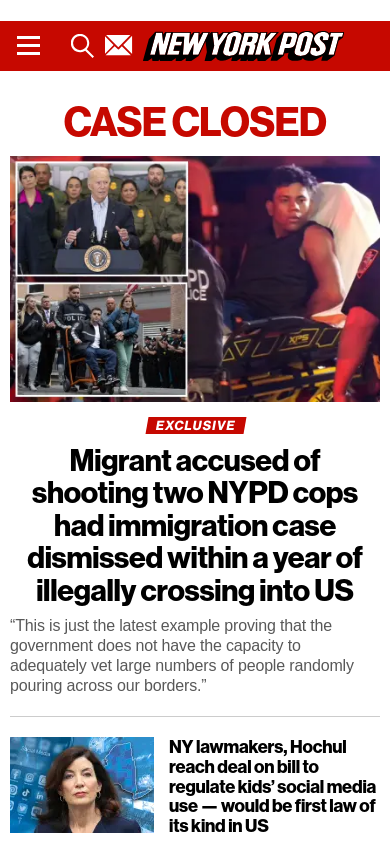 NEW YORK POST
CASE CLOSED
NYPD
POLICE
XPS
EXCLUSIVE
Migrant accused of
shooting two NYPD cops
had immigration case
dismissed within a year of
illegally crossing into US
“This is just the latest example proving that the
government does not have the capacity to
adequately vet large numbers of people randomly
pouring across our borders.”
NY lawmakers, Hochul
reach deal on bill to
regulate kids’ social media
use — would be first law of
its kind in US